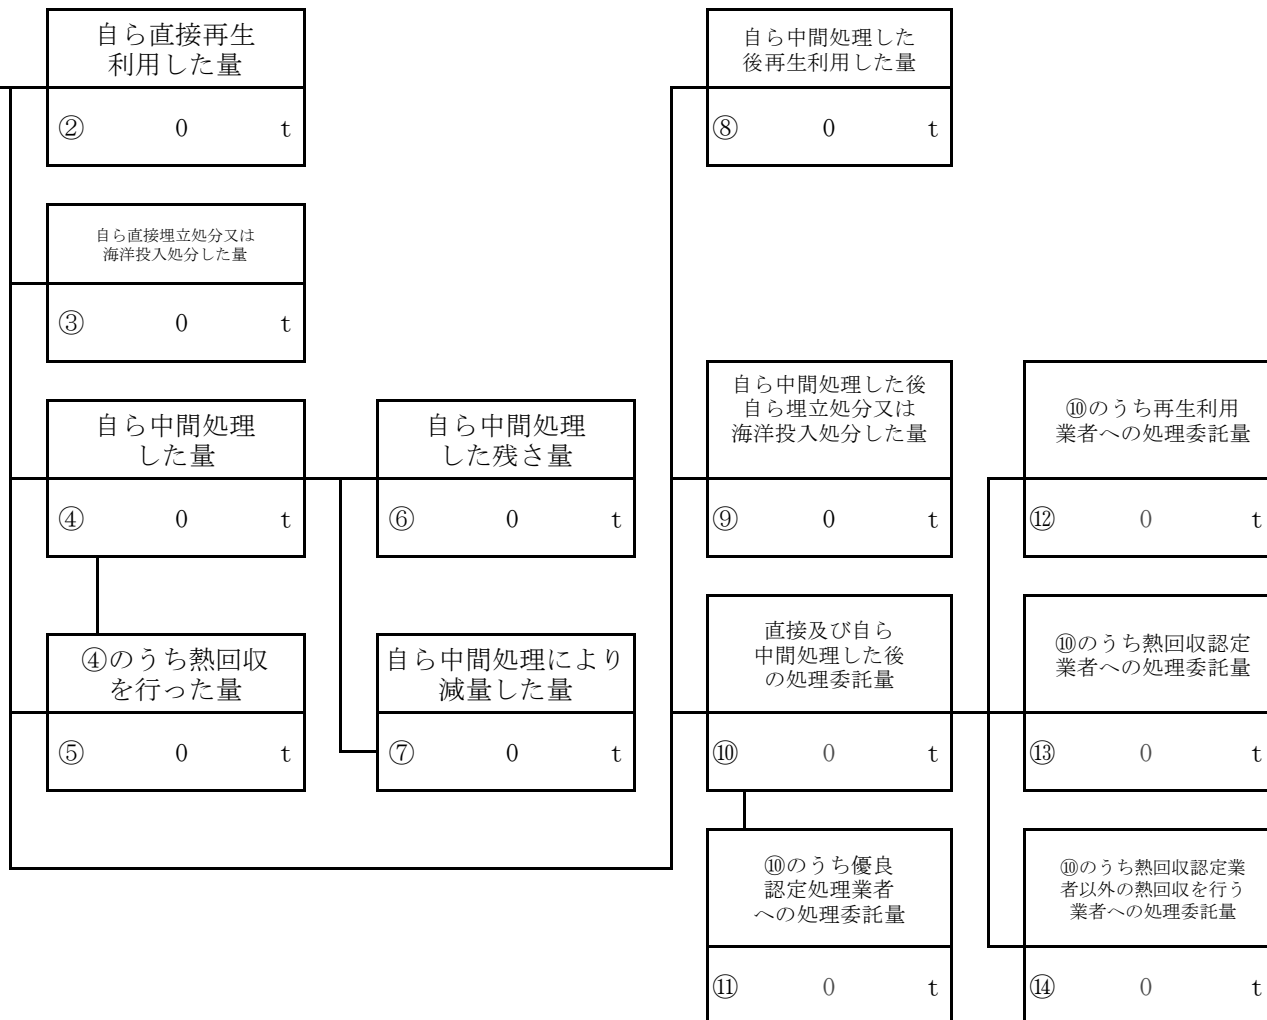 自ら直接再生
利用した量
② 0 t
自ら直接埋立処分又は
海洋投入処分した量
③ 0 t
自ら中間処理
した量
④ 0 t
④のうち熱回収
を行った量
⑤ 0 t
自ら中間処理
した残さ量
⑥ 0 t
自ら中間処理により
減量した量
⑦ 0 t
自ら中間処理した
後再生利用した量
⑧ 0 t
自ら中間処理した後
自ら埋立処分又は
海洋投入処分した量
⑨ 0 t
直接及び自ら
中間処理した後
の処理委託量
⑩ 0 t
⑩のうち優良
認定処理業者
への処理委託量
⑪ 0 t
⑩のうち再生利用
業者への処理委託量
⑫ 0 t
⑩のうち熱回収認定
業者への処理委託量
⑬ 0 t
⑩のうち熱回収認定業
者以外の熱回収を行う
業者への処理委託量
⑭ 0 t